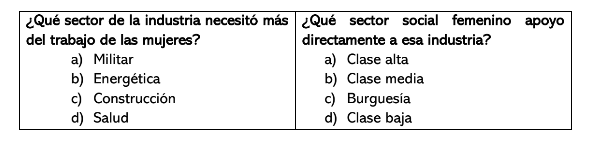 ¿Qué sector de la industria necesitó más
del trabajo de las mujeres?
a) Militar
b) Energética
c) Construcción
d) Salud
¿Qué sector social femenino apoyo
directamente a esa industria?
a) Clase alta
b) Clase media
c) Burguesía
d) Clase baja